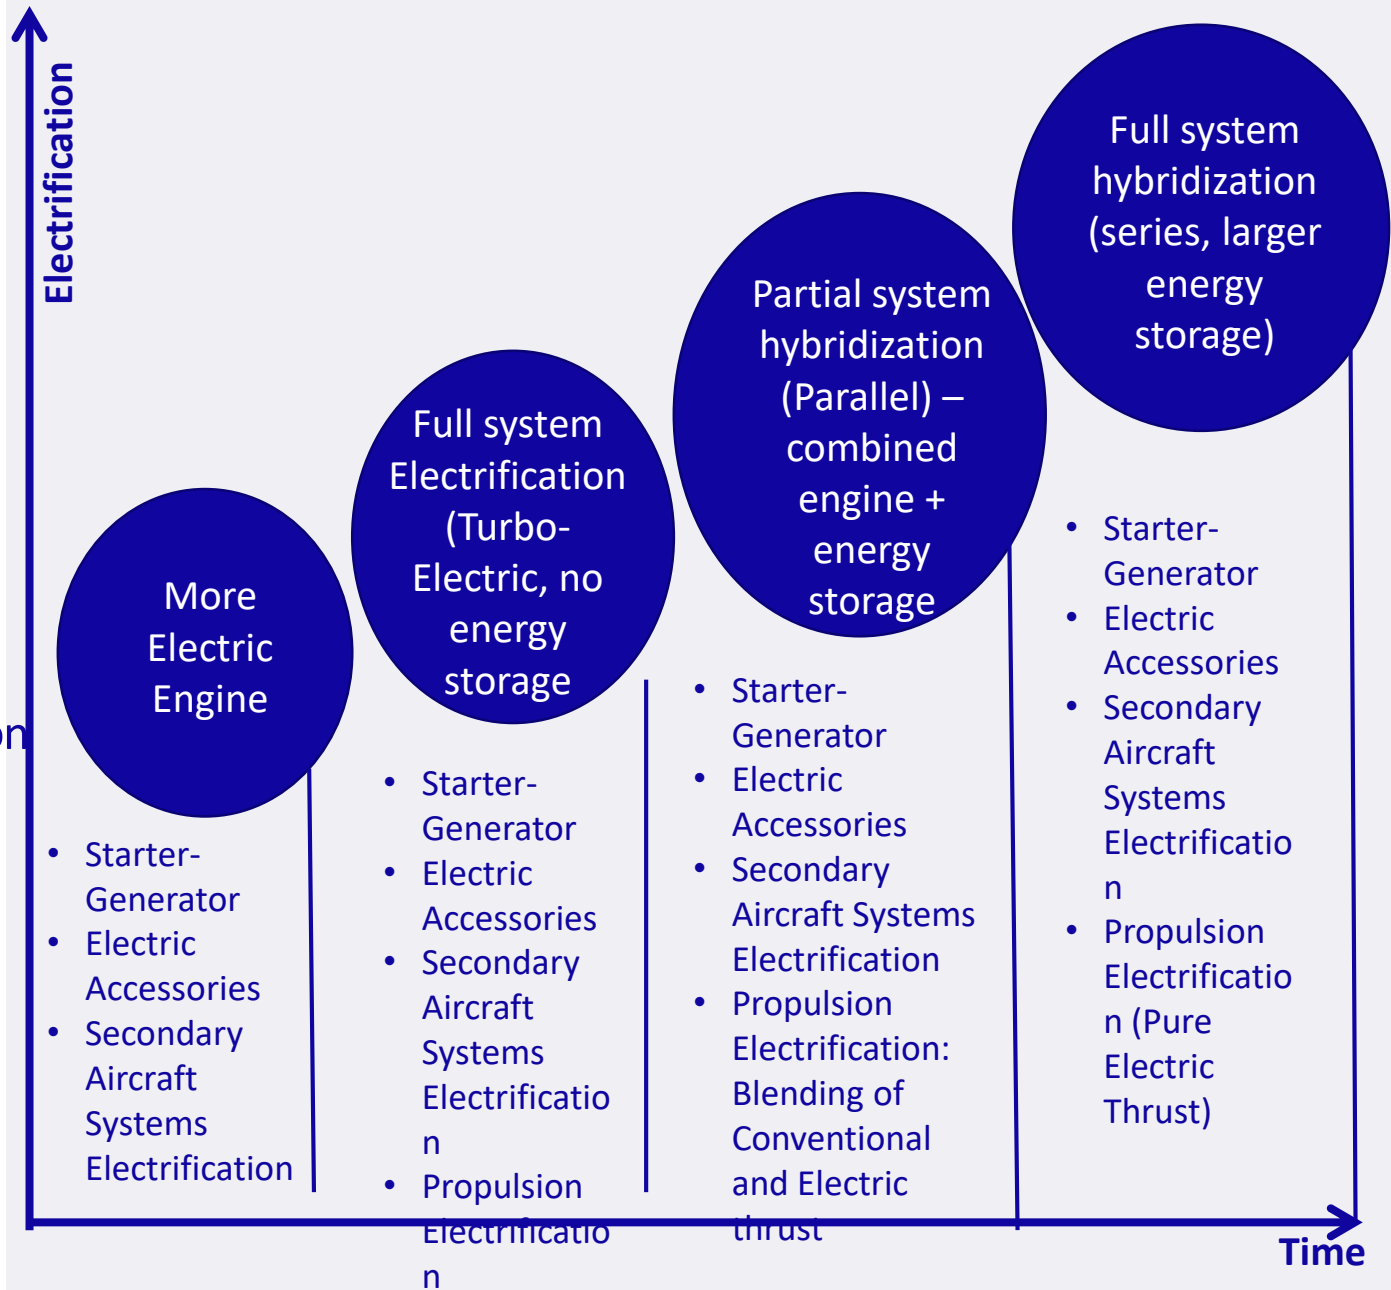 Electrification
More
Electric
Engine
• Starter-
Generator
• Electric
Accessories
• Secondary
Aircraft
Systems
Electrification
Full system
Electrification
(Turbo-
Electric, no
energy
storage
• Starter-
Generator
• Electric
Accessories
• Secondary
Aircraft
Systems
Electrificatio
n
• Propulsion
Electrificatio
n
Partial system
hybridization
(Parallel) –
combined
engine +
energy
storage
• Starter-
Generator
• Electric
Accessories
• Secondary
Aircraft Systems
Electrification
• Propulsion
Electrification:
Blending of
Conventional
and Electric
thrust
Full system
hybridization
(series, larger
energy
storage)
• Starter-
Generator
• Electric
Accessories
• Secondary
Aircraft
Systems
Electrificatio
n
• Propulsion
Electrificatio
n (Pure
Electric
Thrust)
Time